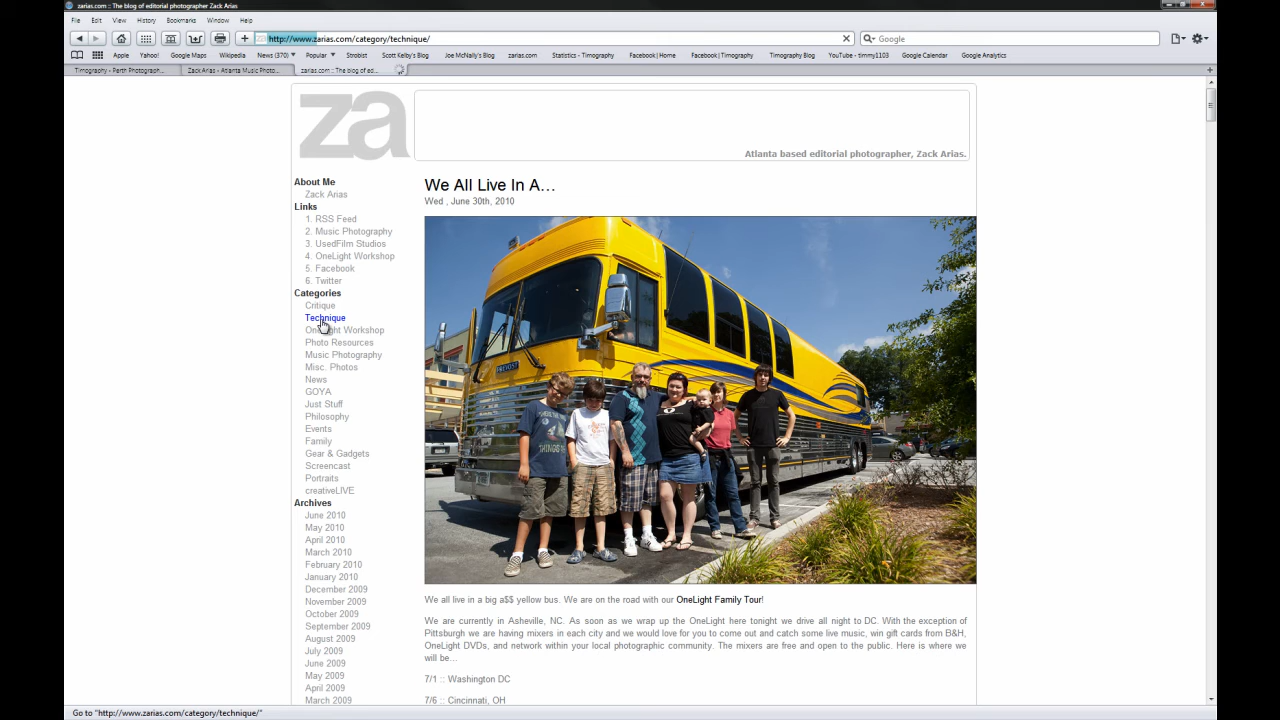 zarias.com :: The blog of editorial photographer Zack Arias
File Edit View History Bookmarks Window Help
http://www.zarias.com/category/technique/
Google
Apple Yahoo! Google Maps Wikipedia News (370) Popular Strobist Scott Kelby's Blog Joe McNally's Blog zarias.com Statistics - Timography Facebook | Home Facebook | Timography Timography Blog YouTube - timmy1103 Google Calendar Google Analytics
Timography - Perth Photograph... Zack Arias - Atlanta Music Photo... zarias.com :: The blog of ed...
za
Atlanta based editorial photographer, Zack Arias.
About Me
Zack Arias
Links
1. RSS Feed
2. Music Photography
3. UsedFilm Studios
4. OneLight Workshop
5. Facebook
6. Twitter
Categories
Critique
Technique
OneLight Workshop
Photo Resources
Music Photography
Misc. Photos
News
GOYA
Just Stuff
Philosophy
Events
Family
Gear & Gadgets
Screencast
Portraits
creativeLIVE
Archives
June 2010
May 2010
April 2010
March 2010
February 2010
January 2010
December 2009
November 2009
October 2009
September 2009
August 2009
July 2009
June 2009
May 2009
April 2009
March 2009
We All Live In A...
Wed , June 30th, 2010
PREVOST
We all live in a big a$$ yellow bus. We are on the road with our OneLight Family Tour!
We are currently in Asheville, NC. As soon as we wrap up the OneLight here tonight we drive all night to DC. With the exception of
Pittsburgh we are having mixers in each city and we would love for you to come out and catch some live music, win gift cards from B&H,
OneLight DVDs, and network within your local photographic community. The mixers are free and open to the public. Here is where we
will be...
7/1 :: Washington DC
7/6 :: Cincinnati, OH
Go to "http://www.zarias.com/category/technique/"